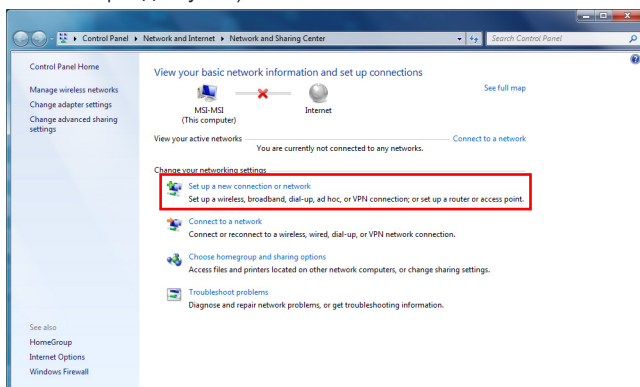 Control Panel ▸ Network and Internet ▸ Network and Sharing Center
Search Control Panel
Control Panel Home
Manage wireless networks
Change adapter settings
Change advanced sharing
settings
View your basic network information and set up connections
See full map
MSI-MSI
(This computer)
Internet
View your active networks
Connect to a network
You are currently not connected to any networks.
Change your networking settings
Set up a new connection or network
Set up a wireless, broadband, dial-up, ad hoc, or VPN connection; or set up a router or access point.
Connect to a network
Connect or reconnect to a wireless, wired, dial-up, or VPN network connection.
Choose homegroup and sharing options
Access files and printers located on other network computers, or change sharing settings.
Troubleshoot problems
Diagnose and repair network problems, or get troubleshooting information.
See also
HomeGroup
Internet Options
Windows Firewall